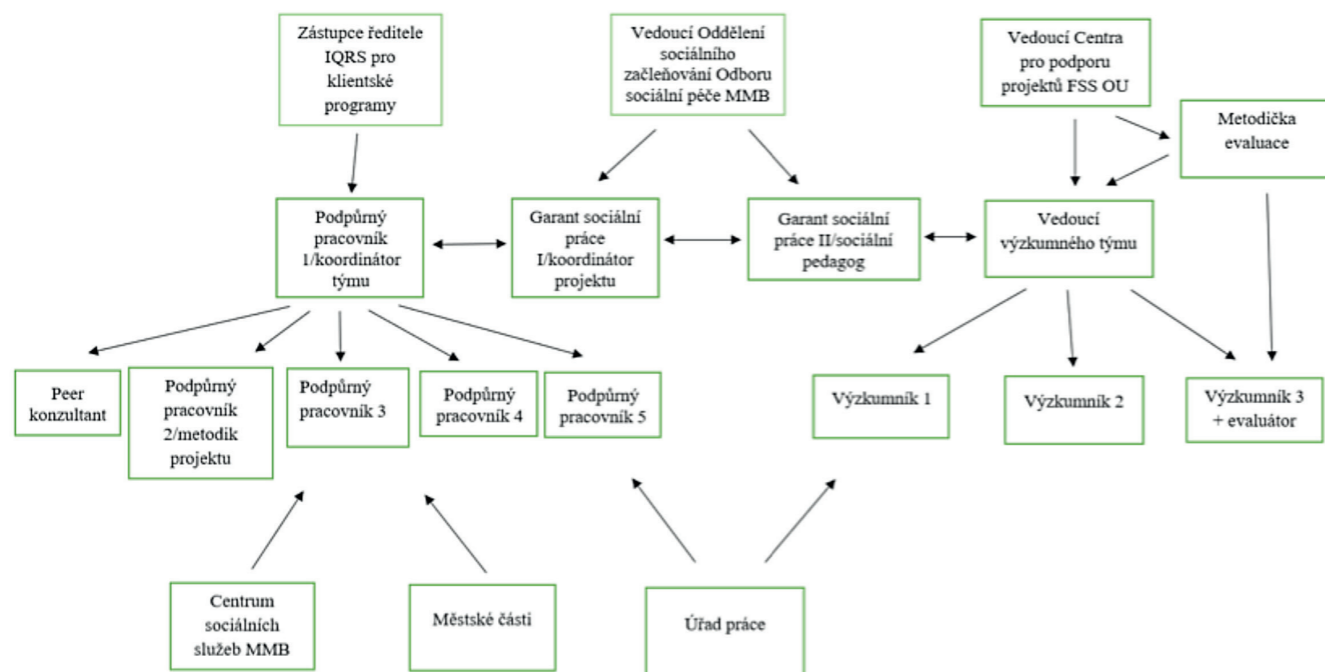 Zástupce ředitele
IQRS pro
klientské
programy
Vedoucí Oddělení
sociálního
začleňování Odboru
sociální péče MMB
Vedoucí Centra
pro podporu
projektů FSS OU
Metodička
evaluace
Podpůrný
pracovník
1/koordinátor
týmu
Garant sociální
práce
I/koordinátor
projektu
Garant sociální
práce II/sociální
pedagog
Vedoucí
výzkumného týmu
Peer
konzultant
Podpůrný
pracovník
2/metodik
projektu
Podpůrný
pracovník 3
Podpůrný
pracovník 4
Podpůrný
pracovník 5
Výzkumník 1
Výzkumník 2
Výzkumník 3
+ evaluátor
Centrum
sociálních
služeb MMB
Městské části
Úřad práce